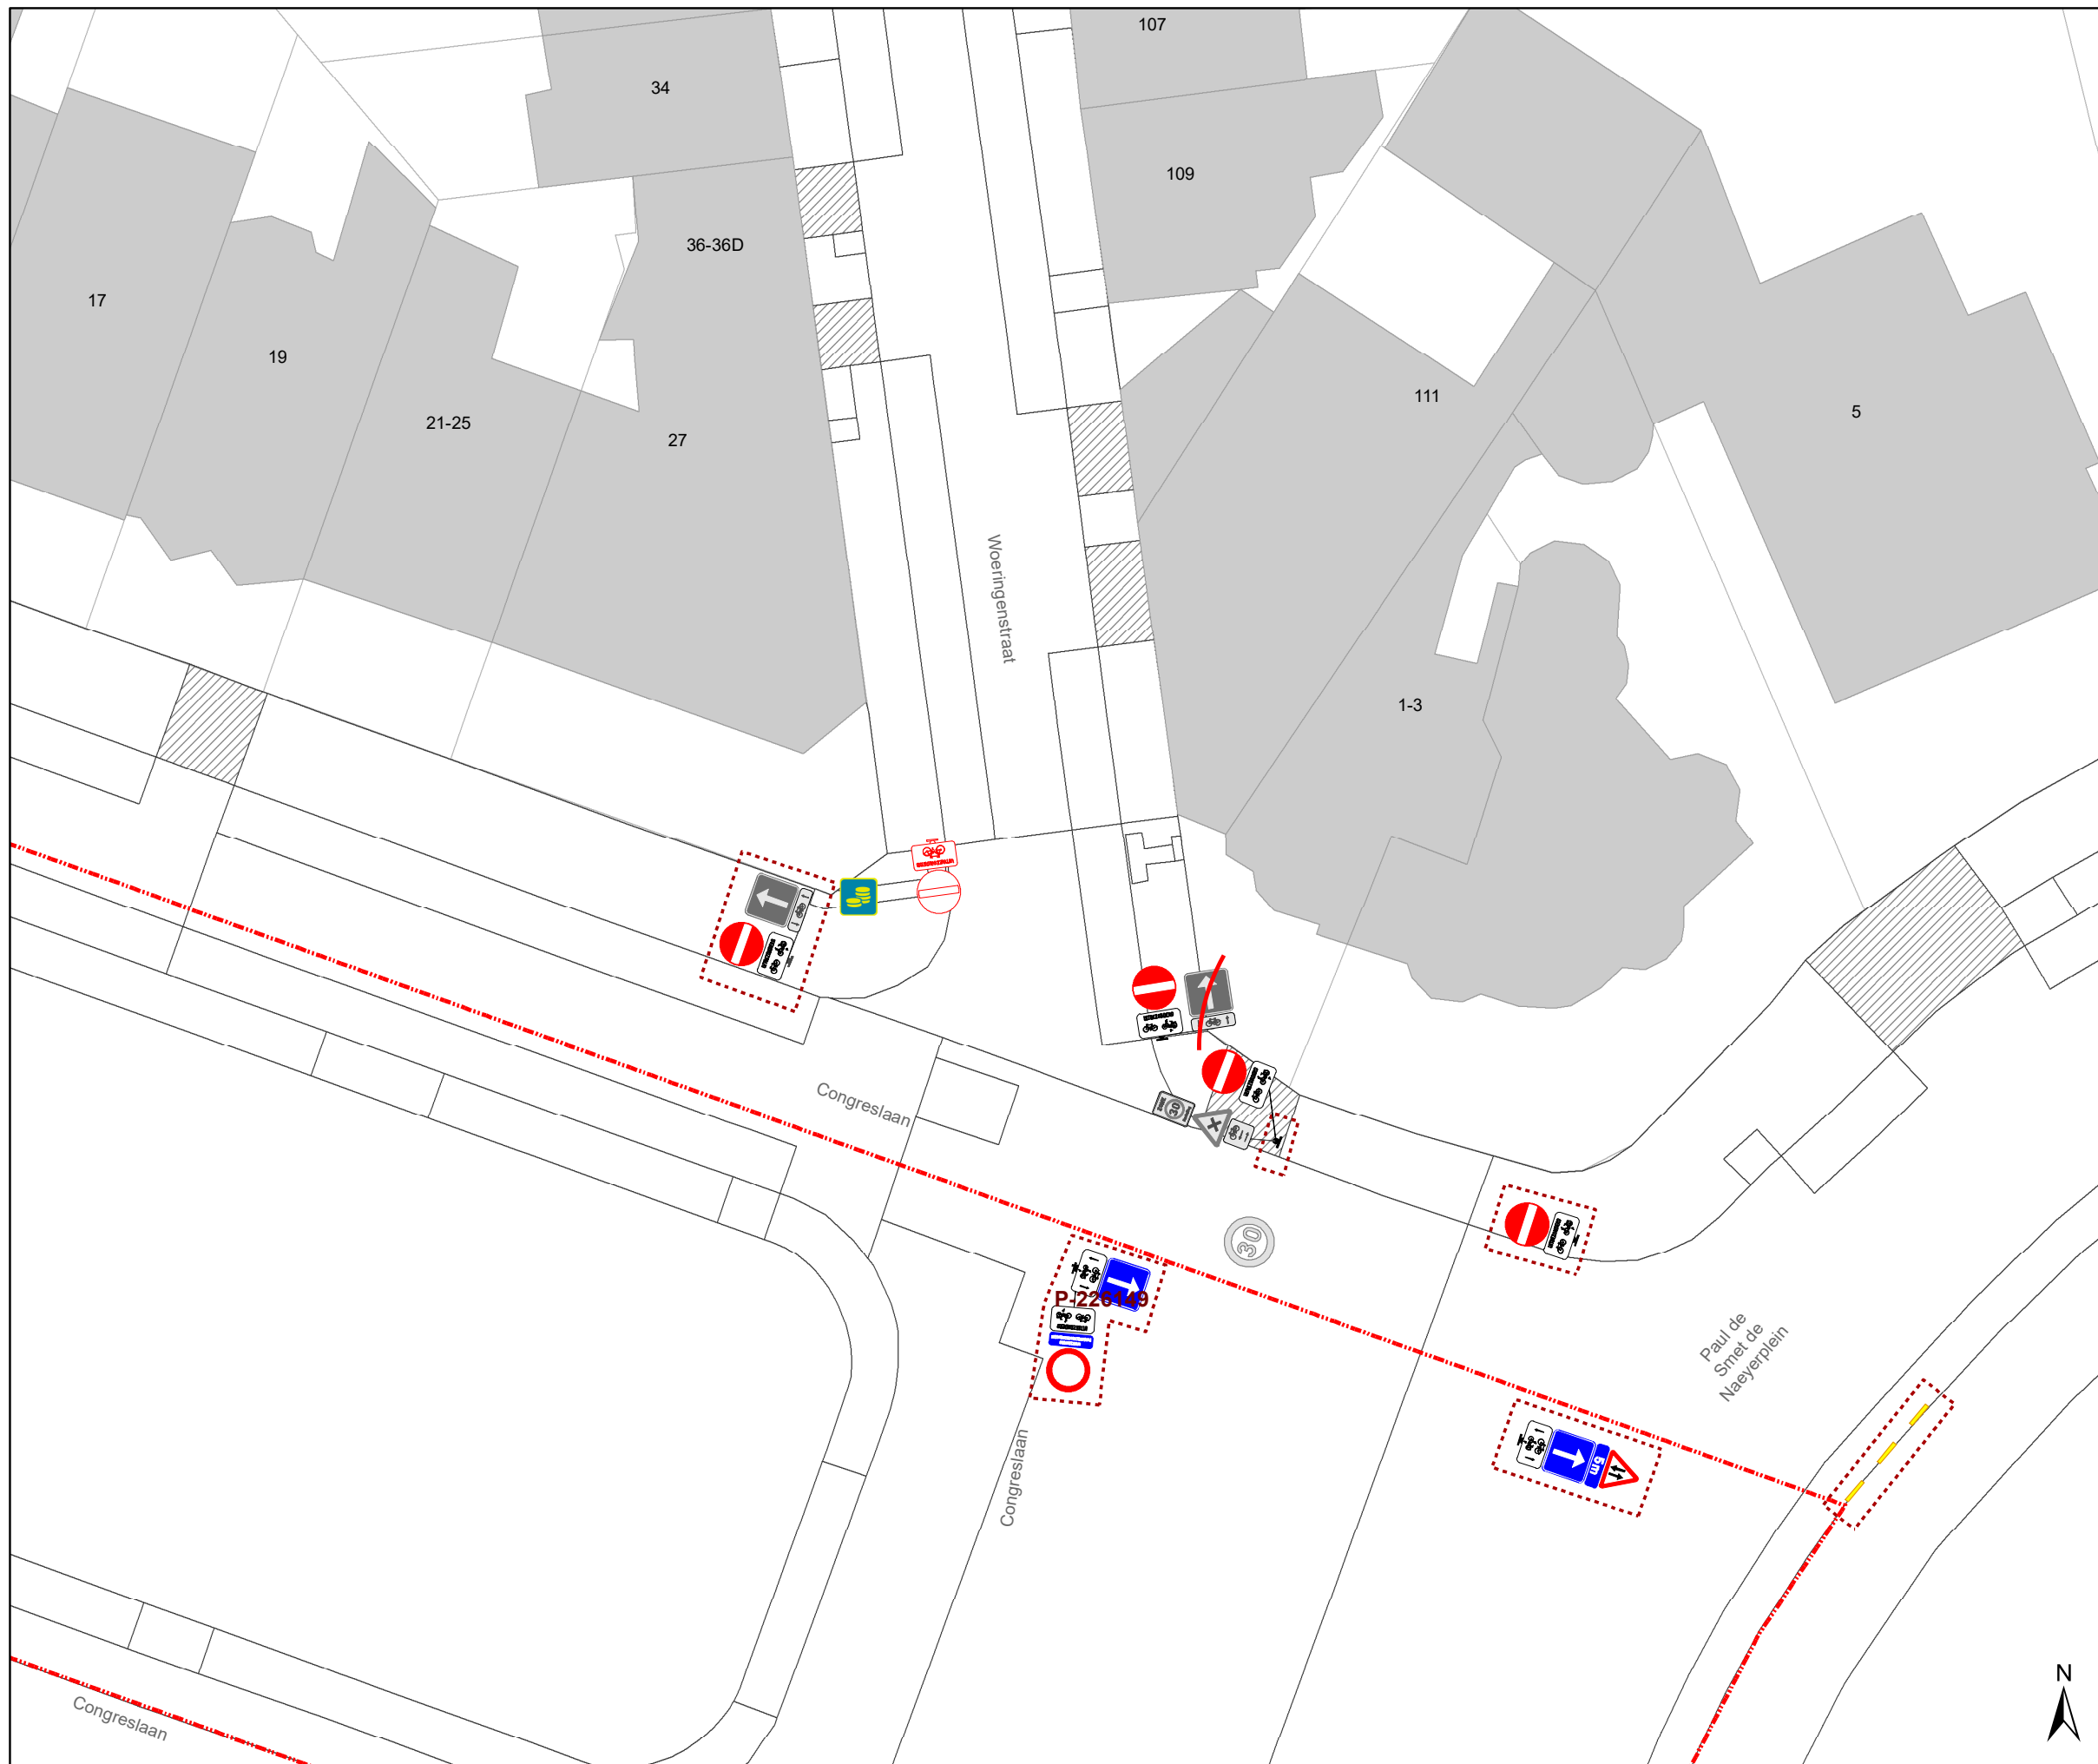 107
34
109
36-36D
17
19
111
5
21-25
27
Woeringenstraat
1-3
Congreslaan
30
30
P-226149
Paul de
Smet de
Naeyerplein
5m
Congreslaan
Congreslaan
N